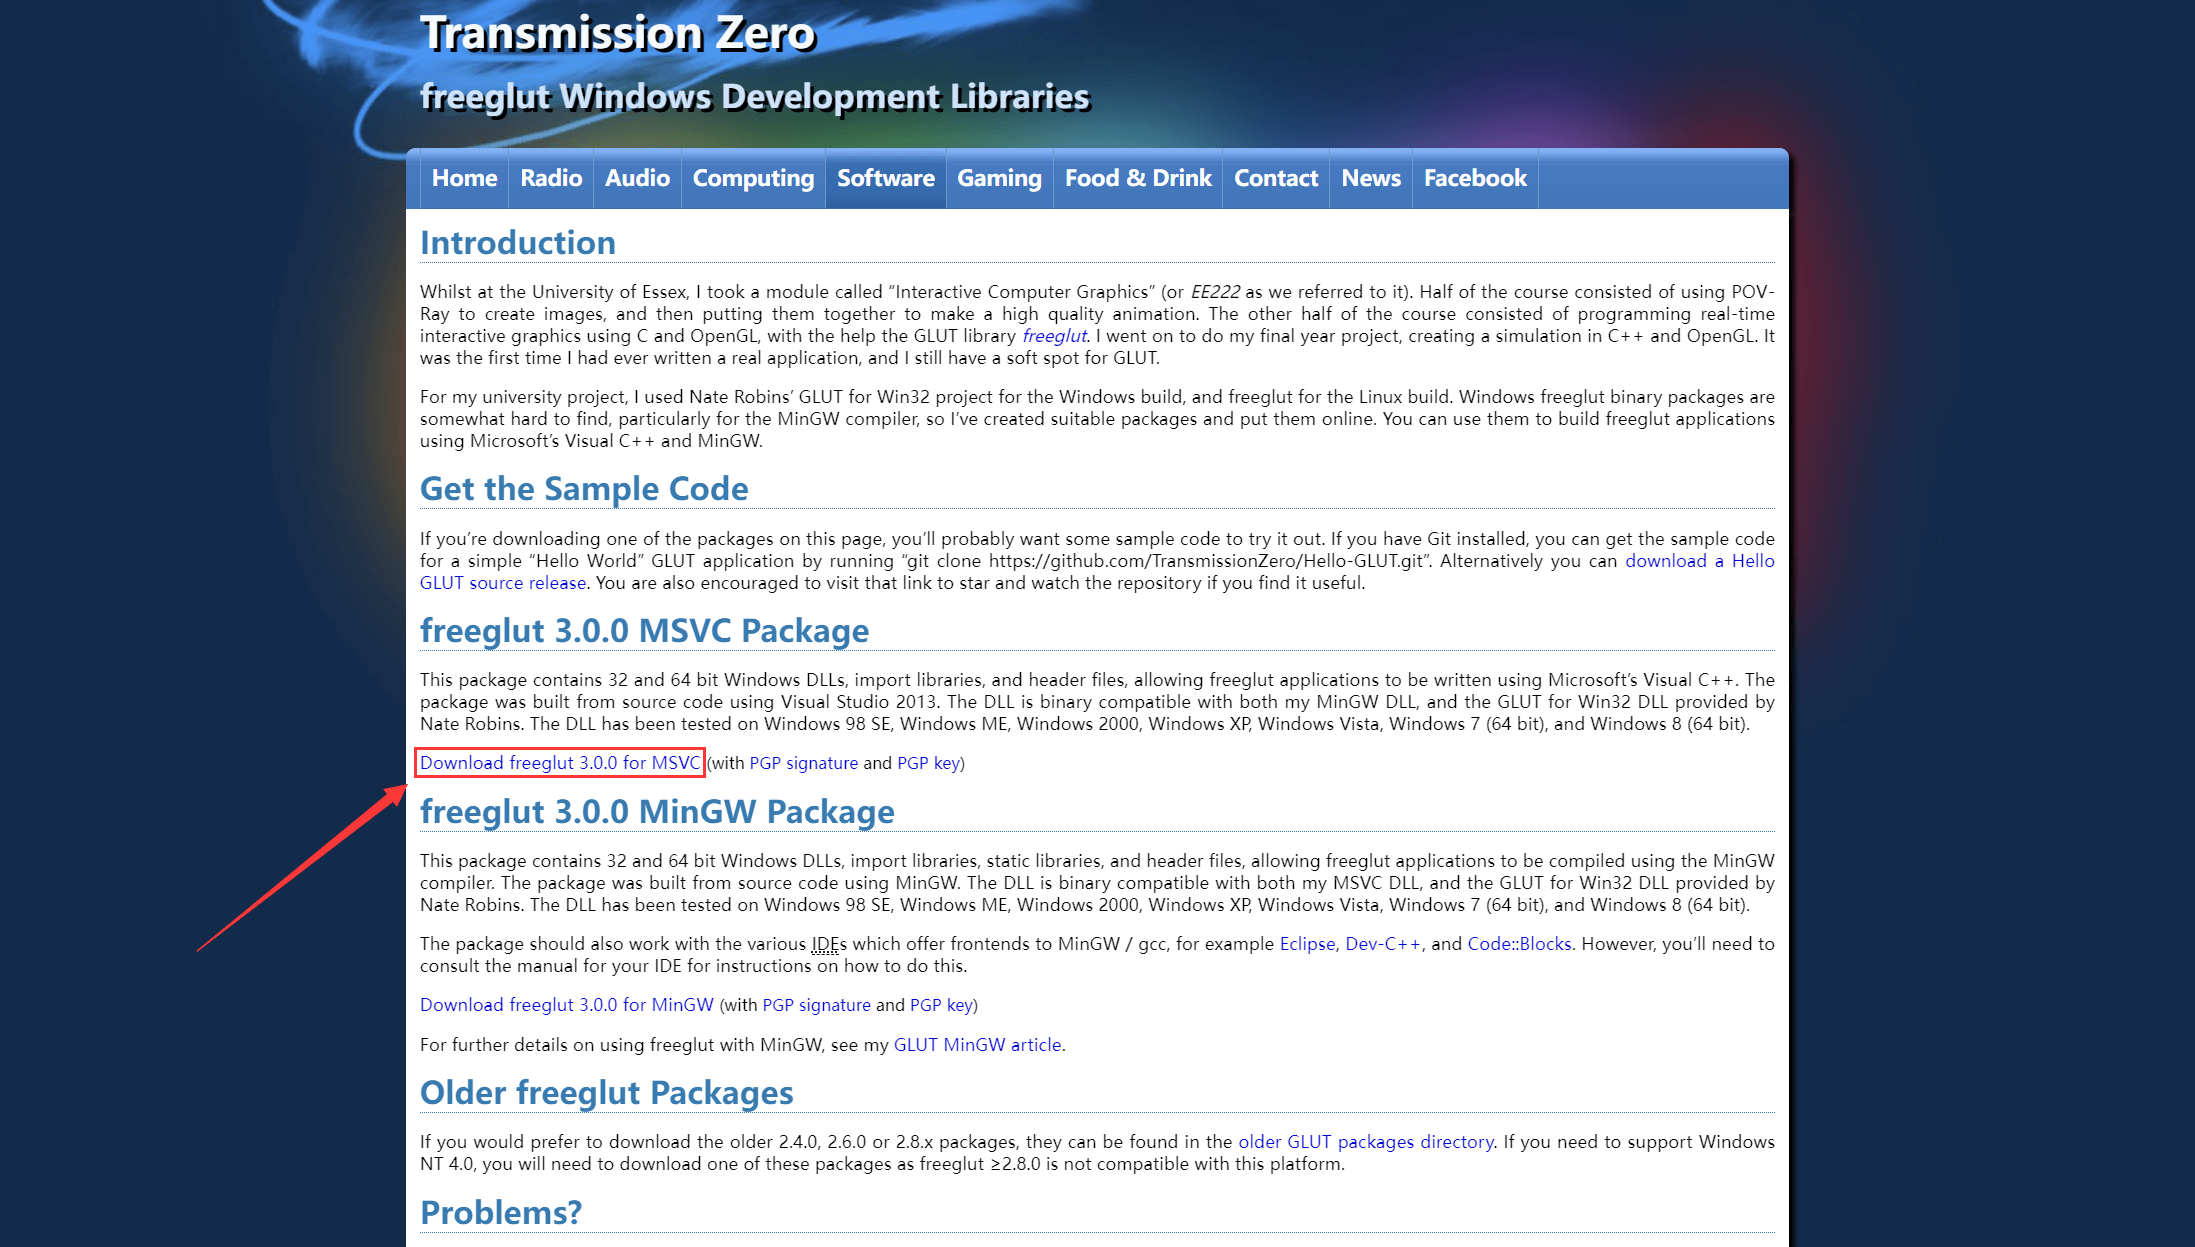 Transmission Zero
freeglut Windows Development Libraries
Home Radio Audio Computing Software Gaming Food & Drink Contact News Facebook
Introduction
Whilst at the University of Essex, I took a module called “Interactive Computer Graphics” (or EE222 as we referred to it). Half of the course consisted of using POV-
Ray to create images, and then putting them together to make a high quality animation. The other half of the course consisted of programming real-time
interactive graphics using C and OpenGL, with the help the GLUT library freeglut. I went on to do my final year project, creating a simulation in C++ and OpenGL. It
was the first time I had ever written a real application, and I still have a soft spot for GLUT.
For my university project, I used Nate Robins’ GLUT for Win32 project for the Windows build, and freeglut for the Linux build. Windows freeglut binary packages are
somewhat hard to find, particularly for the MinGW compiler, so I’ve created suitable packages and put them online. You can use them to build freeglut applications
using Microsoft’s Visual C++ and MinGW.
Get the Sample Code
If you’re downloading one of the packages on this page, you’ll probably want some sample code to try it out. If you have Git installed, you can get the sample code
for a simple “Hello World” GLUT application by running “git clone https://github.com/TransmissionZero/Hello-GLUT.git”. Alternatively you can download a Hello
GLUT source release. You are also encouraged to visit that link to star and watch the repository if you find it useful.
freeglut 3.0.0 MSVC Package
This package contains 32 and 64 bit Windows DLLs, import libraries, and header files, allowing freeglut applications to be written using Microsoft’s Visual C++. The
package was built from source code using Visual Studio 2013. The DLL is binary compatible with both my MinGW DLL, and the GLUT for Win32 DLL provided by
Nate Robins. The DLL has been tested on Windows 98 SE, Windows ME, Windows 2000, Windows XP, Windows Vista, Windows 7 (64 bit), and Windows 8 (64 bit).
Download freeglut 3.0.0 for MSVC (with PGP signature and PGP key)
freeglut 3.0.0 MinGW Package
This package contains 32 and 64 bit Windows DLLs, import libraries, static libraries, and header files, allowing freeglut applications to be compiled using the MinGW
compiler. The package was built from source code using MinGW. The DLL is binary compatible with both my MSVC DLL, and the GLUT for Win32 DLL provided by
Nate Robins. The DLL has been tested on Windows 98 SE, Windows ME, Windows 2000, Windows XP, Windows Vista, Windows 7 (64 bit), and Windows 8 (64 bit).
The package should also work with the various IDEs which offer frontends to MinGW / gcc, for example Eclipse, Dev-C++, and Code::Blocks. However, you’ll need to
consult the manual for your IDE for instructions on how to do this.
Download freeglut 3.0.0 for MinGW (with PGP signature and PGP key)
For further details on using freeglut with MinGW, see my GLUT MinGW article.
Older freeglut Packages
If you would prefer to download the older 2.4.0, 2.6.0 or 2.8.x packages, they can be found in the older GLUT packages directory. If you need to support Windows
NT 4.0, you will need to download one of these packages as freeglut ≥2.8.0 is not compatible with this platform.
Problems?